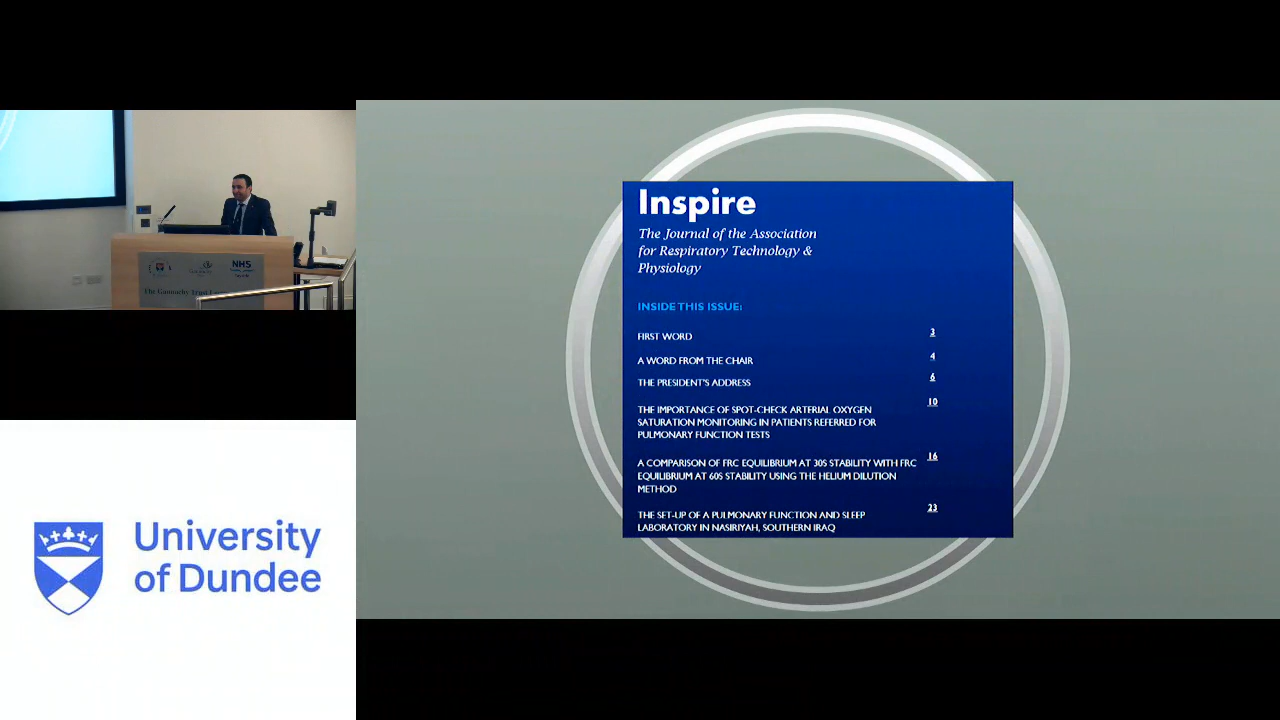 NHS
The Gannochy Trust
University
of Dundee
Inspire
The Journal of the Association
for Respiratory Technology &
Physiology
INSIDE THIS ISSUE:
FIRST WORD 3
A WORD FROM THE CHAIR 4
THE PRESIDENT'S ADDRESS 6
THE IMPORTANCE OF SPOT-CHECK ARTERIAL OXYGEN 10
SATURATION MONITORING IN PATIENTS REFERRED FOR
PULMONARY FUNCTION TESTS
A COMPARISON OF FRC EQUILIBRIUM AT 30S STABILITY WITH FRC 16
EQUILIBRIUM AT 60S STABILITY USING THE HELIUM DILUTION
METHOD
THE SET-UP OF A PULMONARY FUNCTION AND SLEEP 23
LABORATORY IN NASIRIYAH, SOUTHERN IRAQ